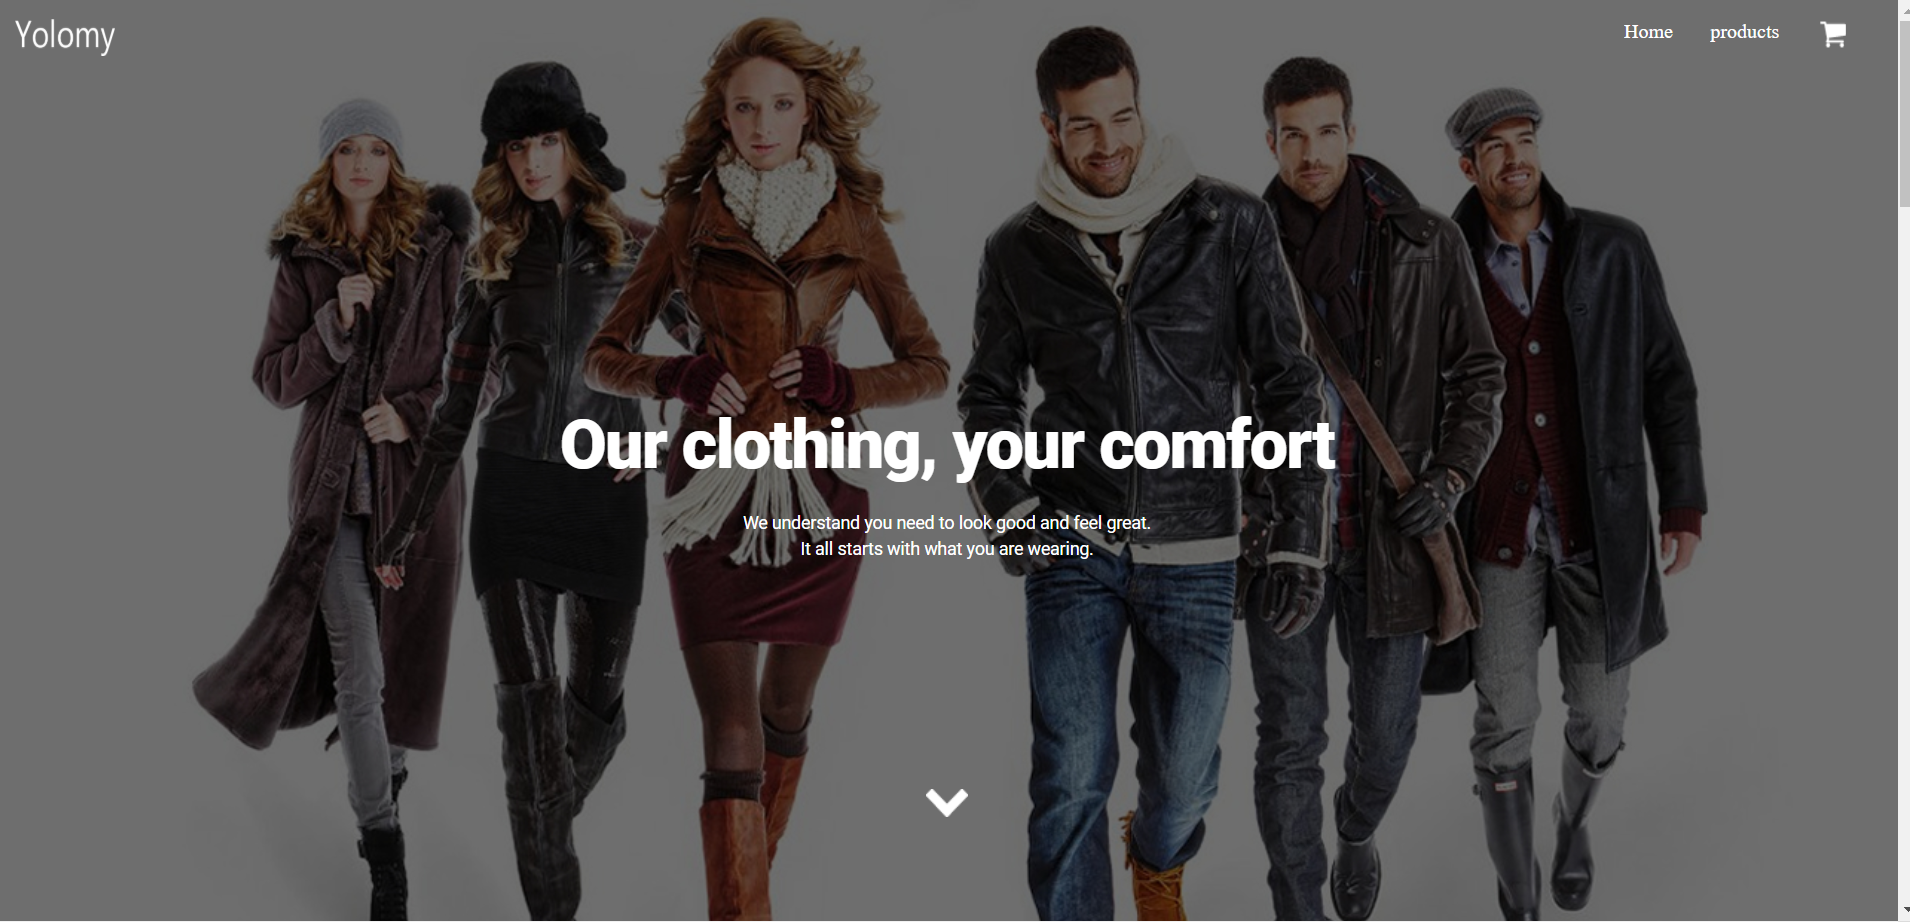 Yolomy
Home
products
Our clothing, your comfort
We understand you need to look good and feel great.
It all starts with what you are wearing.